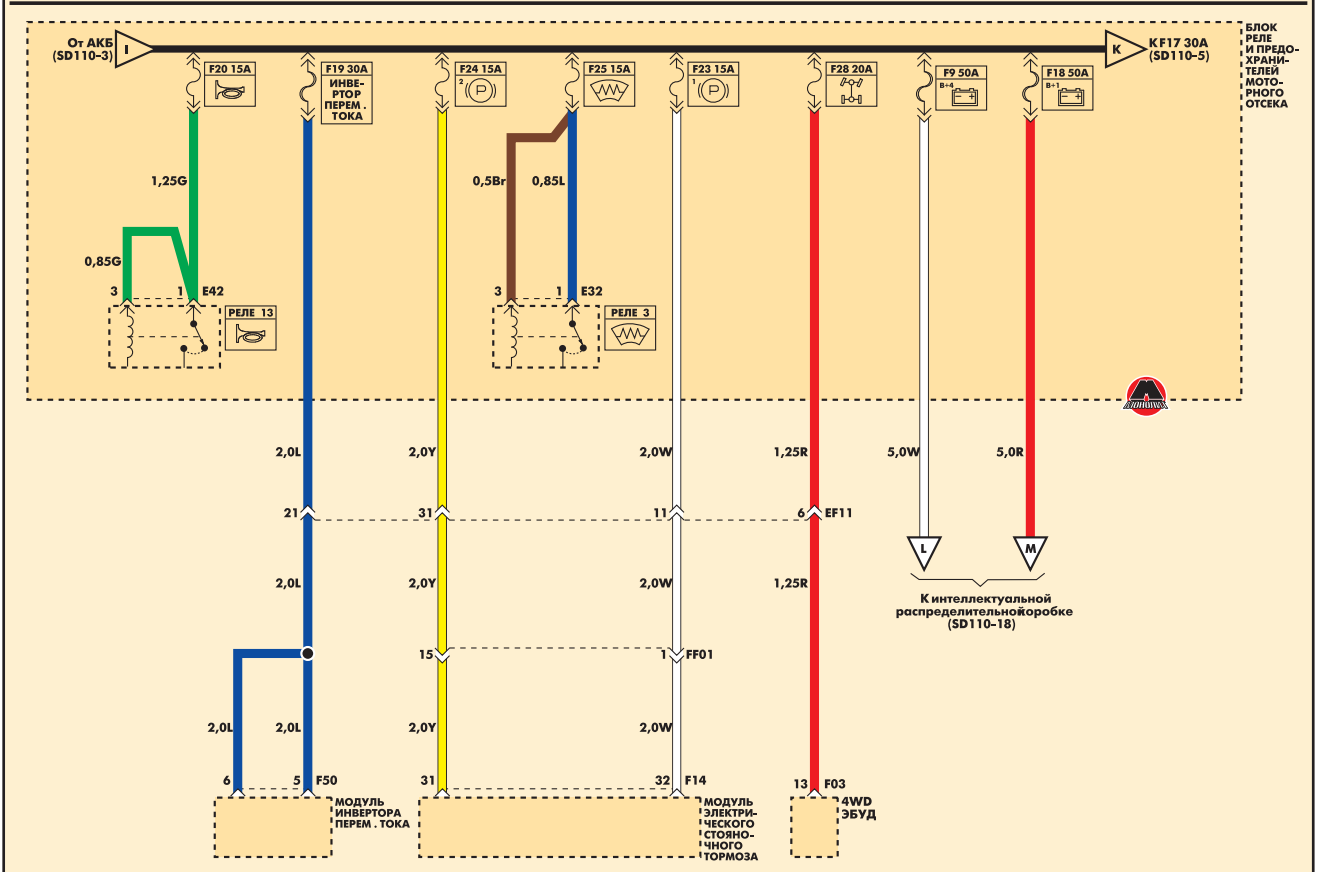 От АКБ
(SD110-3)
I
K
К F17 30A
(SD110-5)
БЛОК
РЕЛЕ
И ПРЕДО-
ХРАНИ-
ТЕЛЕЙ
МОТО-
РНОГО
ОТСЕКА
F20 15A
F19 30A
ИНВЕ-
РТОР
ПЕРЕМ .
ТОКА
F24 15A
2
P
F25 15A
F23 15A
1
P
F28 20A
F9 50A
B+4
F18 50A
B+1
1,25G
0,5Br
0,85L
0,85G
3
1
E42
3
1
E32
РЕЛЕ 13
РЕЛЕ 3
2,0L
2,0Y
2,0W
1,25R
5,0W
5,0R
21
31
11
6
EF11
L
M
2,0L
2,0Y
2,0W
1,25R
К интеллектуальной
распределительнойкоробке
(SD110-18)
15
1
FF01
2,0L
2,0L
2,0Y
2,0W
6
5
F50
31
32
F14
13
F03
МОДУЛЬ
ИНВЕРТОРА
ПЕРЕМ . ТОКА
МОДУЛЬ
ЭЛЕКТРИ-
ЧЕСКОГО
СТОЯНО-
ЧНОГО
ТОРМОЗА
4WD
ЭБУД